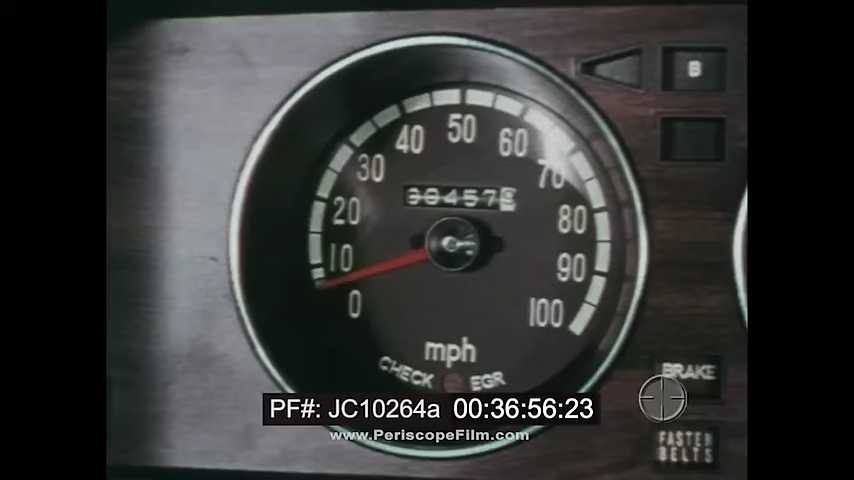 B
50
40
60
30
70
20
80
10
90
0
100
mph
CHECK EGR
BRAKE
PF#: JC10264a 00:36:56:23
www.PeriscopeFilm.com
FASTEN
BELTS